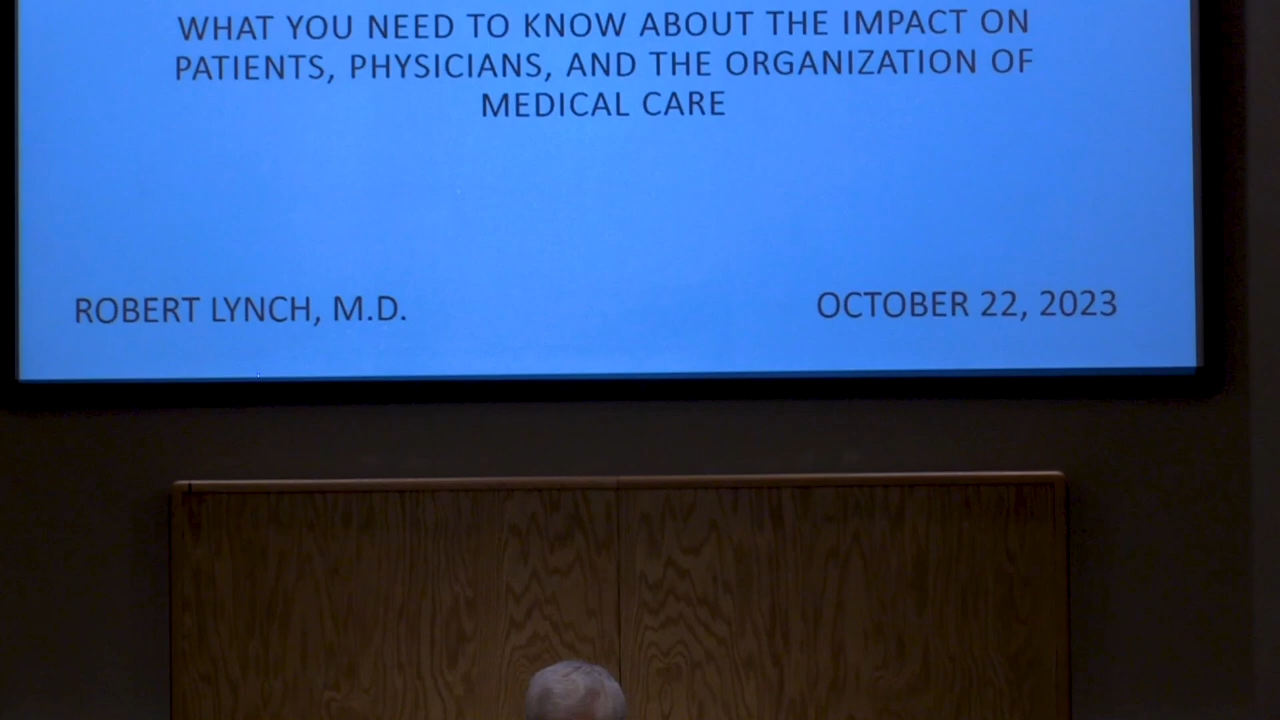 WHAT YOU NEED TO KNOW ABOUT THE IMPACT ON
PATIENTS, PHYSICIANS, AND THE ORGANIZATION OF
MEDICAL CARE
ROBERT LYNCH, M.D.
OCTOBER 22, 2023